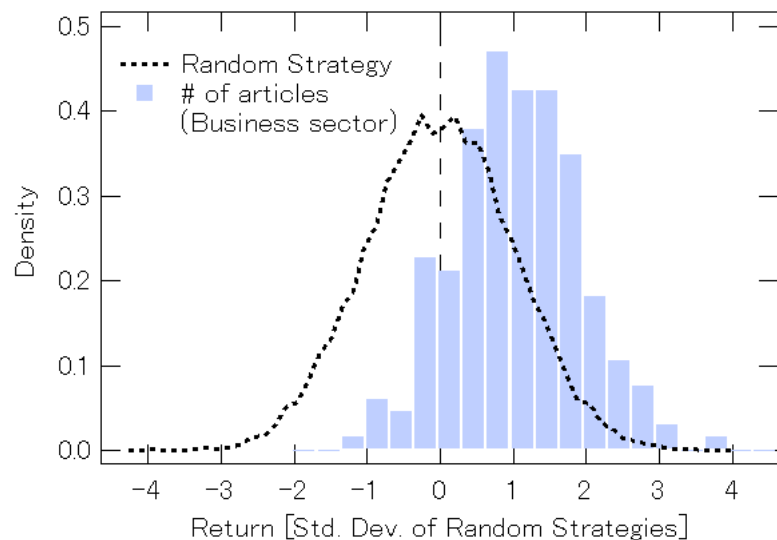 0.5
0.4
0.3
0.2
0.1
0.0
Density
Random Strategy
# of articles
(Business sector)
-4 -3 -2 -1 0 1 2 3 4
Return [Std. Dev. of Random Strategies]